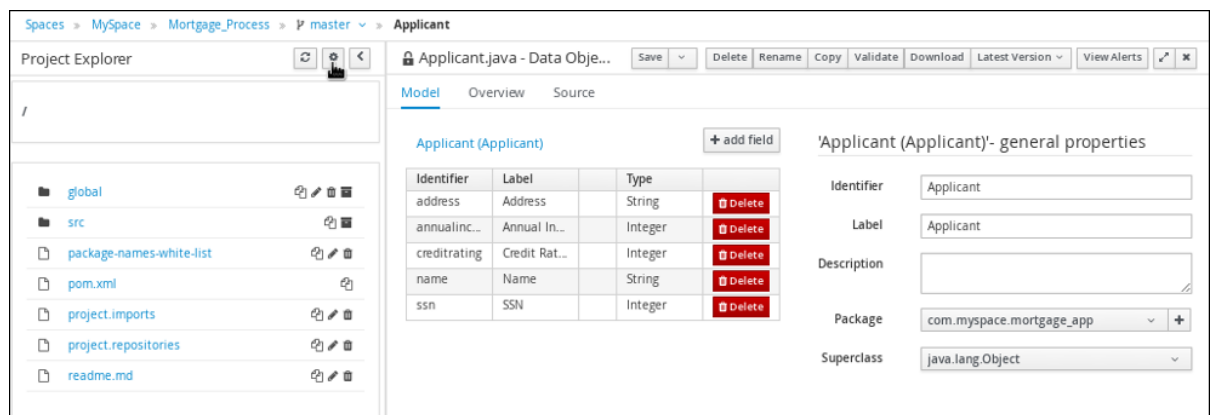 Spaces » MySpace » Mortgage_Process » master » Applicant
Project Explorer
/
global
src
package-names-white-list
pom.xml
project.imports
project.repositories
readme.md
Applicant.java - Data Obje...
Save Delete Rename Copy Validate Download Latest Version View Alerts
Model Overview Source
Applicant (Applicant)
+ add field
Identifier Label Type
address Address String Delete
annualinc... Annual In... Integer Delete
creditrating Credit Rat... Integer Delete
name Name String Delete
ssn SSN Integer Delete
'Applicant (Applicant)'- general properties
Identifier Applicant
Label Applicant
Description
Package com.myspace.mortgage_app
Superclass java.lang.Object